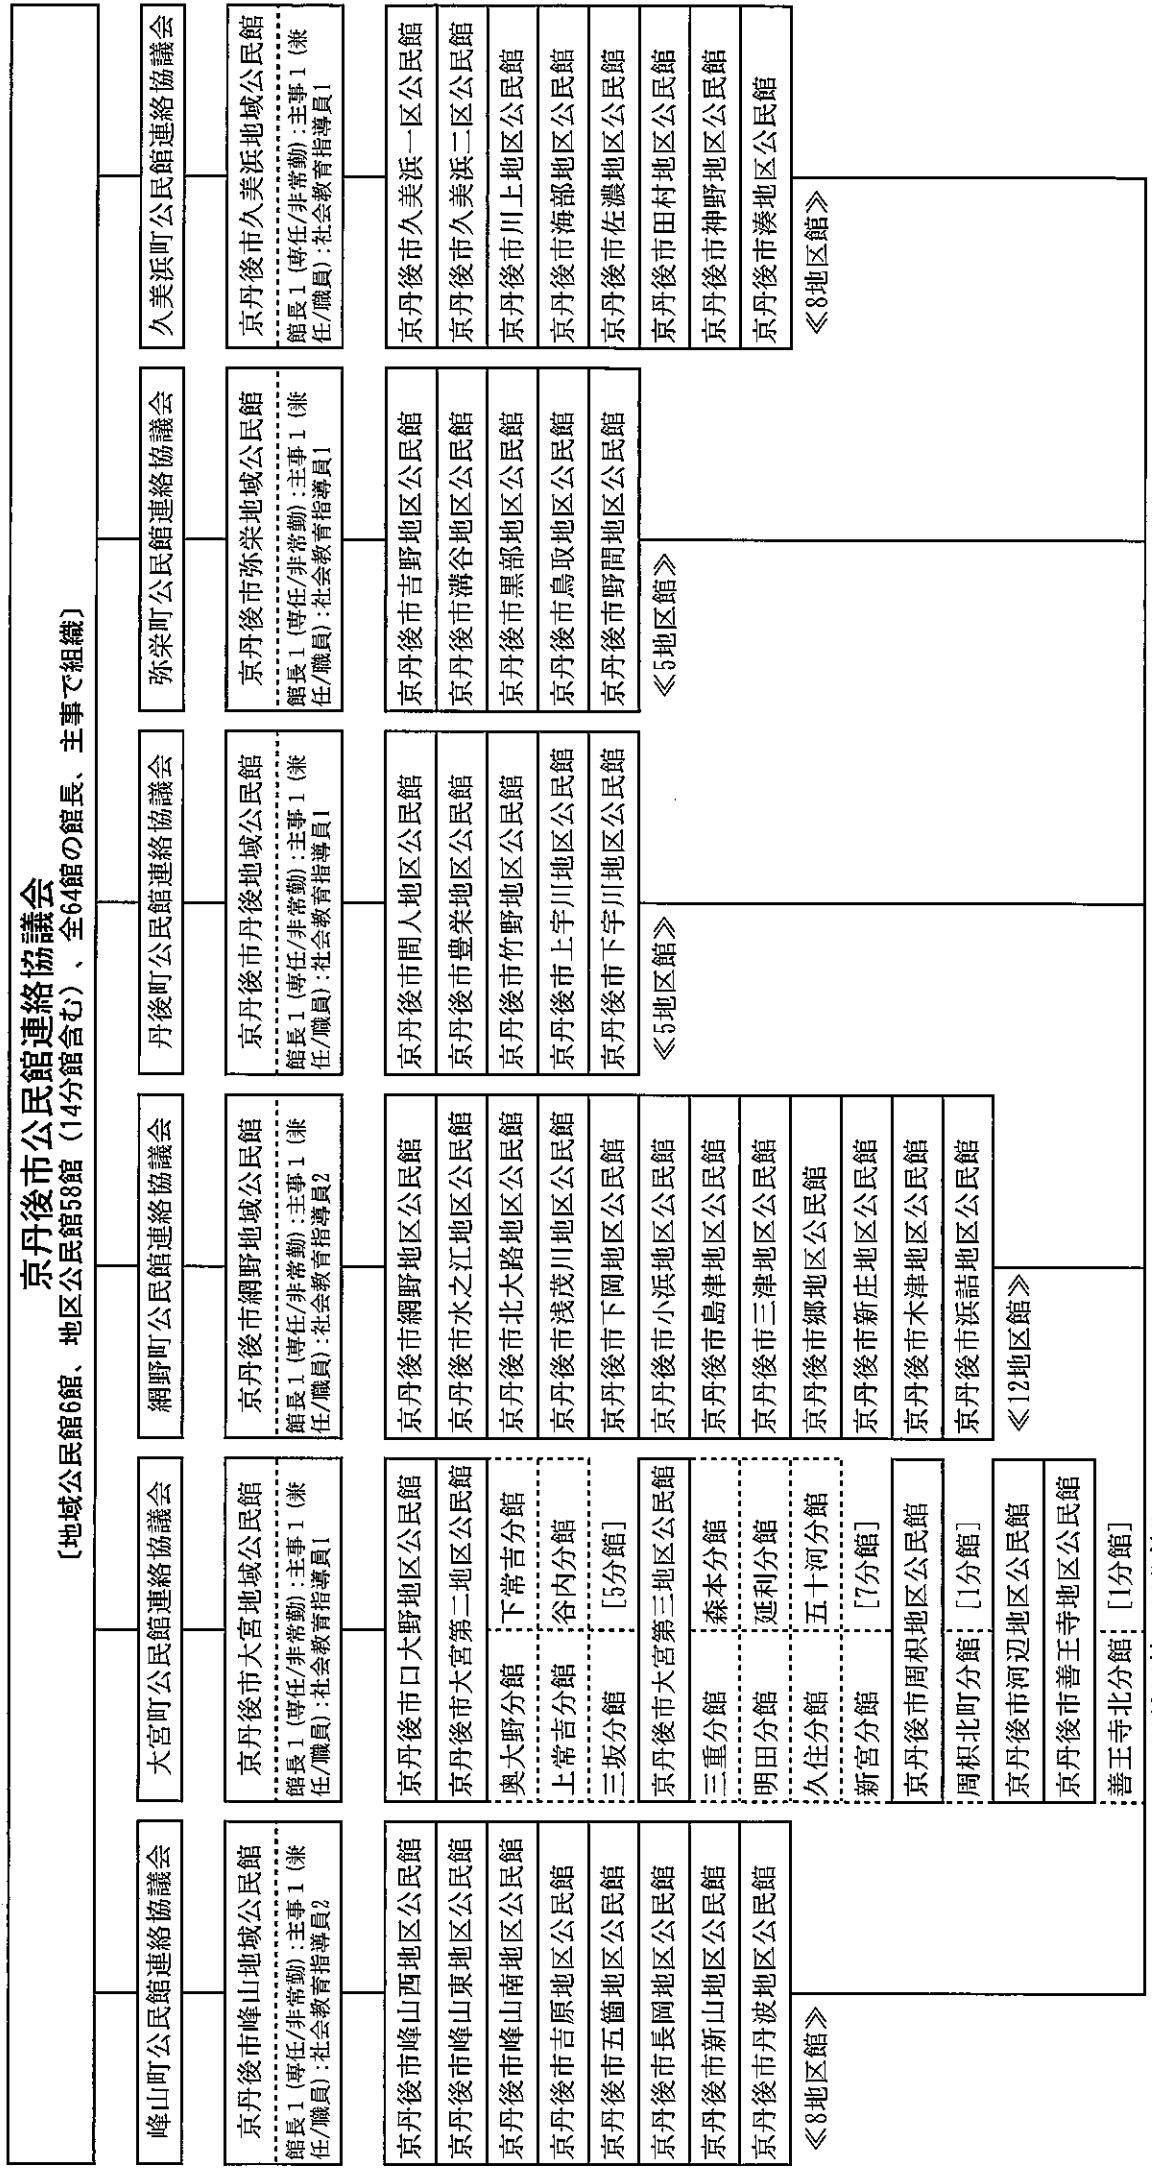 京丹後市公民館連絡協議会
〔地域公民館6館、地区公民館58館（14分館含む）、全64館の館長、主事で組織〕
峰山町公民館連絡協議会
京丹後市峰山地域公民館
館長１(専任/非常勤):主事１(兼
任/職員):社会教育指導員2
京丹後市峰山西地区公民館
京丹後市峰山東地区公民館
京丹後市峰山南地区公民館
京丹後市吉原地区公民館
京丹後市五箇地区公民館
京丹後市長岡地区公民館
京丹後市新山地区公民館
京丹後市丹波地区公民館
≪8地区館≫
大宮町公民館連絡協議会
京丹後市大宮地域公民館
館長１(専任/非常勤):主事１(兼
任/職員):社会教育指導員1
京丹後市口大野地区公民館
京丹後市大宮第二地区公民館
奥大野分館 下常吉分館
上常吉分館 谷内分館
三坂分館 [5分館]
京丹後市大宮第三地区公民館
三重分館 森本分館
明田分館 延利分館
久住分館 五十河分館
新宮分館 [7分館]
京丹後市周枳地区公民館
周枳北町分館 [1分館]
京丹後市河辺地区公民館
京丹後市善王寺地区公民館
善王寺北分館 [1分館]
網野町公民館連絡協議会
京丹後市網野地域公民館
館長１(専任/非常勤):主事１(兼
任/職員):社会教育指導員2
京丹後市網野地区公民館
京丹後市水之江地区公民館
京丹後市北大路地区公民館
京丹後市浅茂川地区公民館
京丹後市下岡地区公民館
京丹後市小浜地区公民館
京丹後市島津地区公民館
京丹後市三津地区公民館
京丹後市郷地区公民館
京丹後市新庄地区公民館
京丹後市木津地区公民館
京丹後市浜詰地区公民館
≪12地区館≫
丹後町公民館連絡協議会
京丹後市丹後地域公民館
館長１(専任/非常勤):主事１(兼
任/職員):社会教育指導員1
京丹後市間人地区公民館
京丹後市豊栄地区公民館
京丹後市竹野地区公民館
京丹後市上宇川地区公民館
京丹後市下宇川地区公民館
≪5地区館≫
弥栄町公民館連絡協議会
京丹後市弥栄地域公民館
館長１(専任/非常勤):主事１(兼
任/職員):社会教育指導員1
京丹後市吉野地区公民館
京丹後市溝谷地区公民館
京丹後市黒部地区公民館
京丹後市鳥取地区公民館
京丹後市野間地区公民館
≪5地区館≫
久美浜町公民館連絡協議会
京丹後市久美浜地域公民館
館長１(専任/非常勤):主事１(兼
任/職員):社会教育指導員1
京丹後市久美浜一区公民館
京丹後市久美浜二区公民館
京丹後市川上地区公民館
京丹後市海部地区公民館
京丹後市佐濃地区公民館
京丹後市田村地区公民館
京丹後市神野地区公民館
京丹後市湊地区公民館
≪8地区館≫